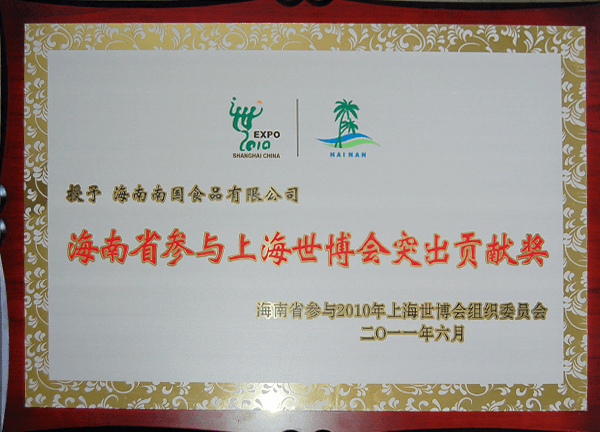 世
EXPO
2010
SHANGHAI CHINA
HAI NAN
授予 海南南国食品有限公司
海南省参与上海世博会突出贡献奖
海南省参与2010年上海世博会组织委员会
二〇一一年六月